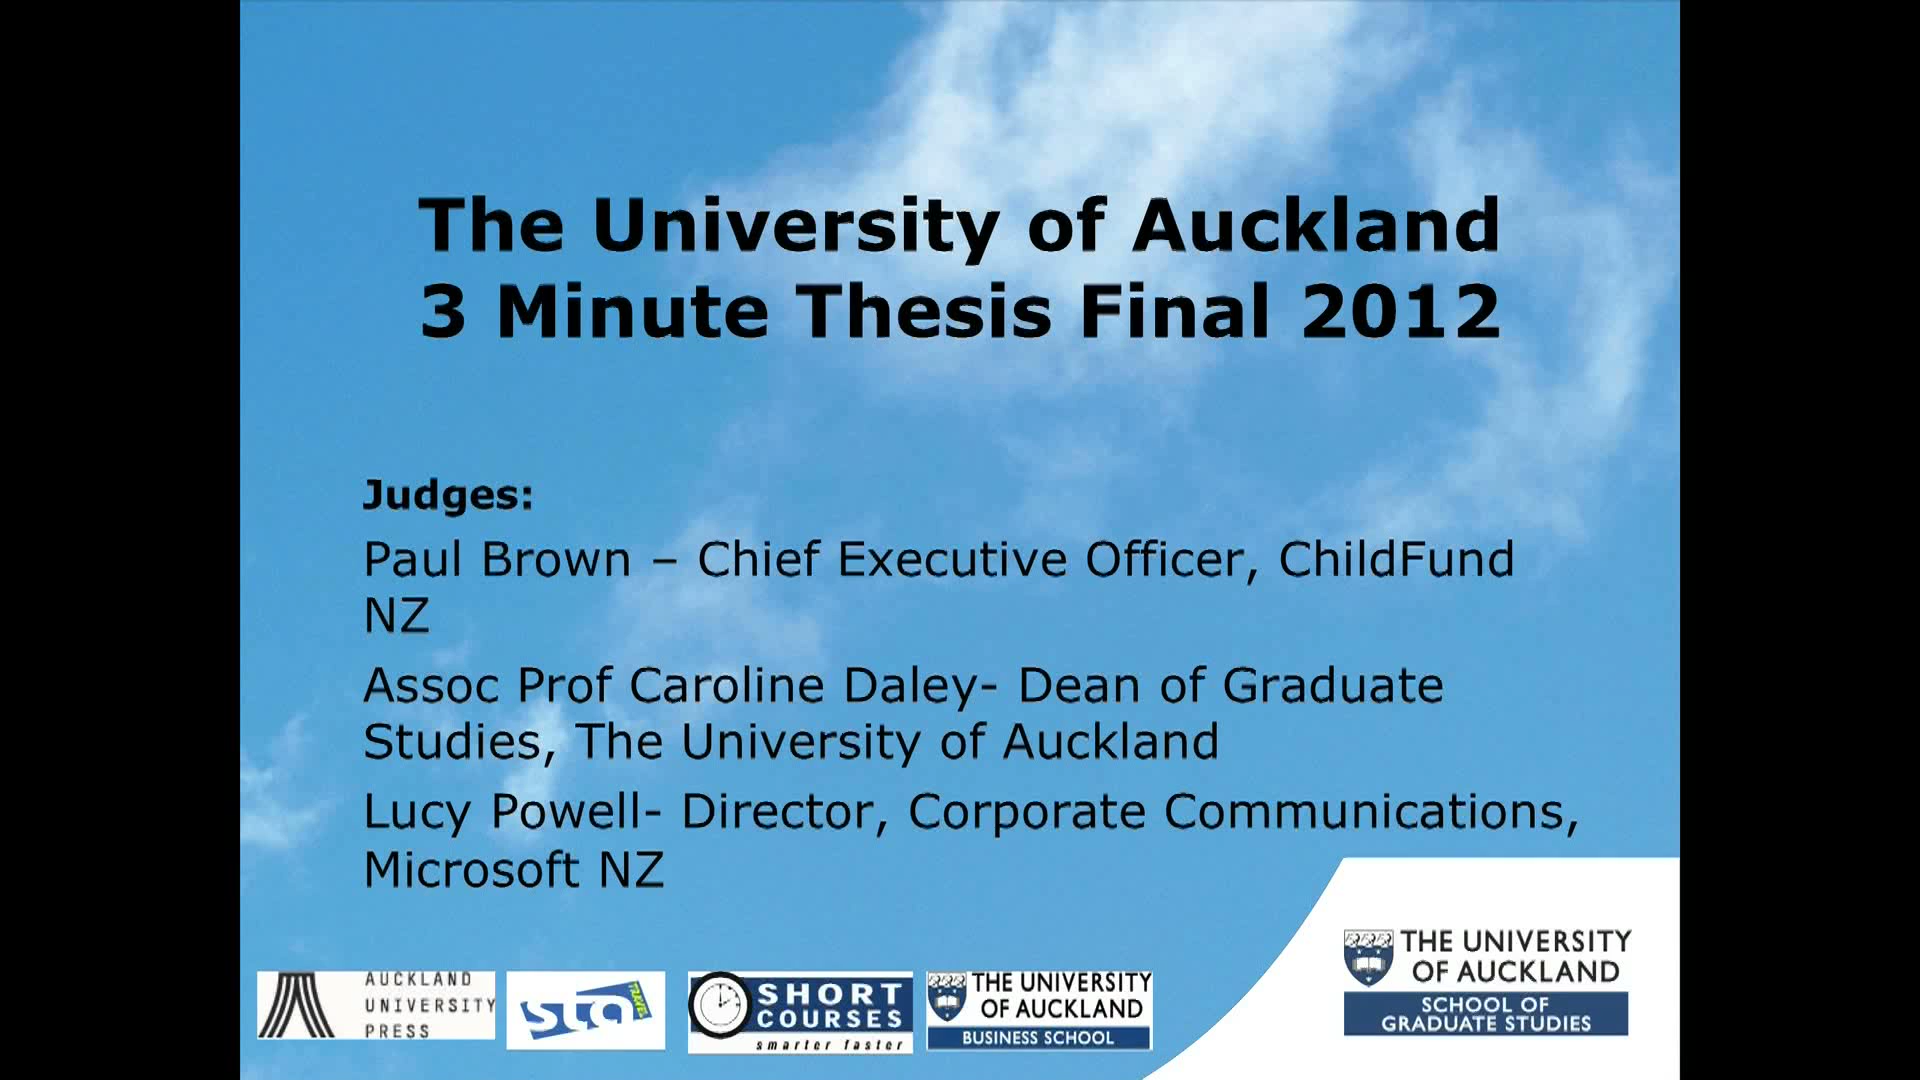 The University of Auckland
3 Minute Thesis Final 2012
Judges:
Paul Brown – Chief Executive Officer, ChildFund
NZ
Assoc Prof Caroline Daley- Dean of Graduate
Studies, The University of Auckland
Lucy Powell- Director, Corporate Communications,
Microsoft NZ
AUCKLAND
UNIVERSITY
PRESS
sta
TRAVEL
SHORT
COURSES
smarter faster
THE UNIVERSITY
OF AUCKLAND
BUSINESS SCHOOL
THE UNIVERSITY
OF AUCKLAND
SCHOOL OF
GRADUATE STUDIES